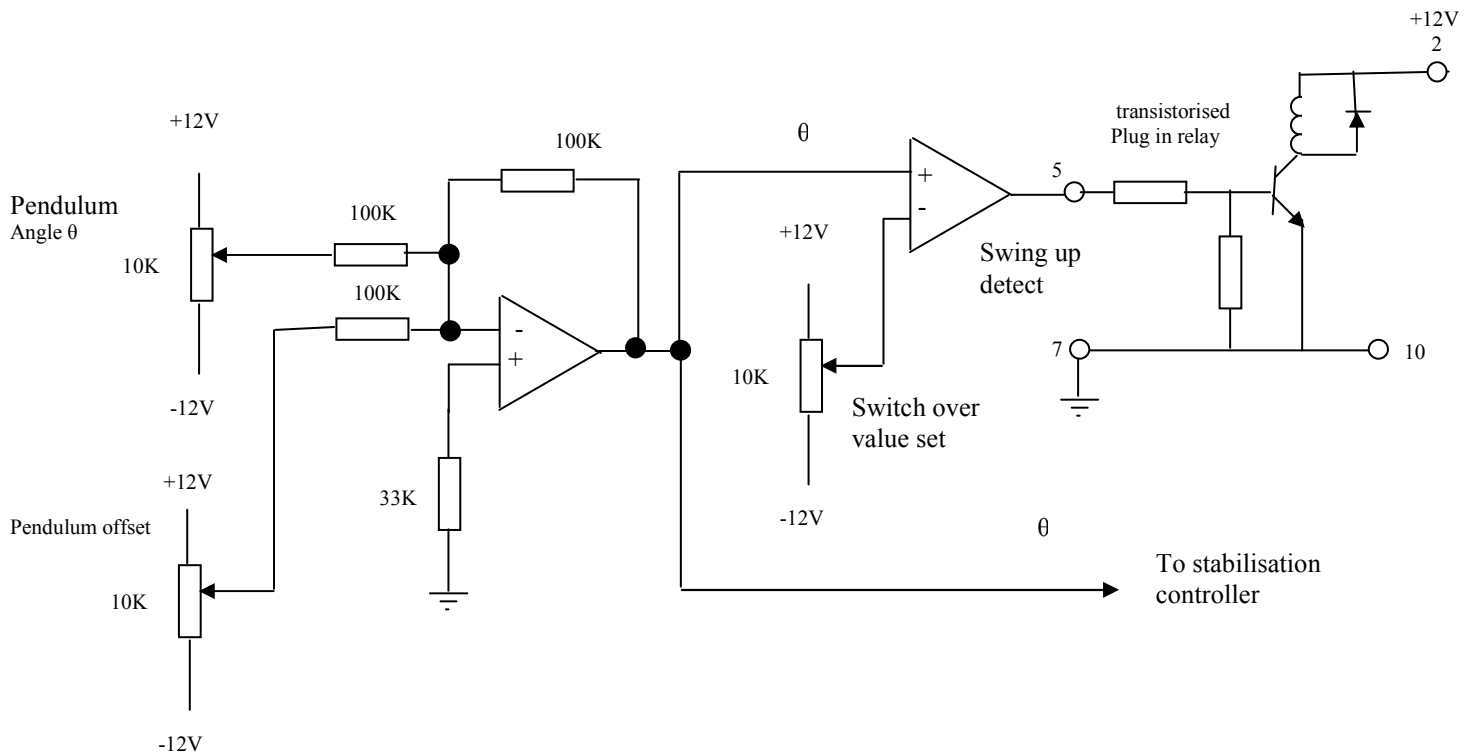 +12V
2
transistorised
Plug in relay
+12V
θ
100K
5
+
-
Pendulum
Angle θ
100K
10K
+12V
Swing up
detect
100K
-
+
7
10
10K
-12V
Switch over
value set
33K
+12V
-12V
Pendulum offset
θ
To stabilisation
controller
10K
-12V